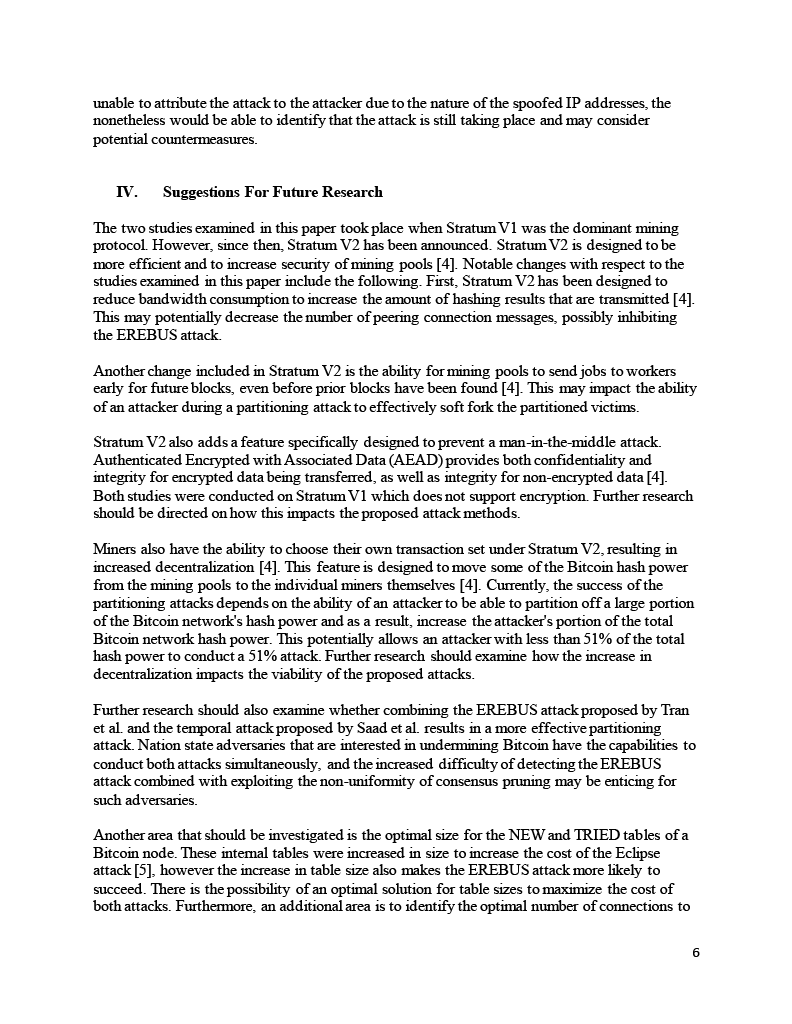 unable to attribute the attack to the attacker due to the nature of the spoofed IP addresses, the
nonetheless would be able to identify that the attack is still taking place and may consider
potential countermeasures.
IV. Suggestions For Future Research
The two studies examined in this paper took place when Stratum V1 was the dominant mining
protocol. However, since then, Stratum V2 has been announced. Stratum V2 is designed to be
more efficient and to increase security of mining pools [4]. Notable changes with respect to the
studies examined in this paper include the following. First, Stratum V2 has been designed to
reduce bandwidth consumption to increase the amount of hashing results that are transmitted [4].
This may potentially decrease the number of peering connection messages, possibly inhibiting
the EREBUS attack.
Another change included in Stratum V2 is the ability for mining pools to send jobs to workers
early for future blocks, even before prior blocks have been found [4]. This may impact the ability
of an attacker during a partitioning attack to effectively soft fork the partitioned victims.
Stratum V2 also adds a feature specifically designed to prevent a man-in-the-middle attack.
Authenticated Encrypted with Associated Data (AEAD) provides both confidentiality and
integrity for encrypted data being transferred, as well as integrity for non-encrypted data [4].
Both studies were conducted on Stratum V1 which does not support encryption. Further research
should be directed on how this impacts the proposed attack methods.
Miners also have the ability to choose their own transaction set under Stratum V2, resulting in
increased decentralization [4]. This feature is designed to move some of the Bitcoin hash power
from the mining pools to the individual miners themselves [4]. Currently, the success of the
partitioning attacks depends on the ability of an attacker to be able to partition off a large portion
of the Bitcoin network's hash power and as a result, increase the attacker's portion of the total
Bitcoin network hash power. This potentially allows an attacker with less than 51% of the total
hash power to conduct a 51% attack. Further research should examine how the increase in
decentralization impacts the viability of the proposed attacks.
Further research should also examine whether combining the EREBUS attack proposed by Tran
et al. and the temporal attack proposed by Saad et al. results in a more effective partitioning
attack. Nation state adversaries that are interested in undermining Bitcoin have the capabilities to
conduct both attacks simultaneously, and the increased difficulty of detecting the EREBUS
attack combined with exploiting the non-uniformity of consensus pruning may be enticing for
such adversaries.
Another area that should be investigated is the optimal size for the NEW and TRIED tables of a
Bitcoin node. These internal tables were increased in size to increase the cost of the Eclipse
attack [5], however the increase in table size also makes the EREBUS attack more likely to
succeed. There is the possibility of an optimal solution for table sizes to maximize the cost of
both attacks. Furthermore, an additional area is to identify the optimal number of connections to
6